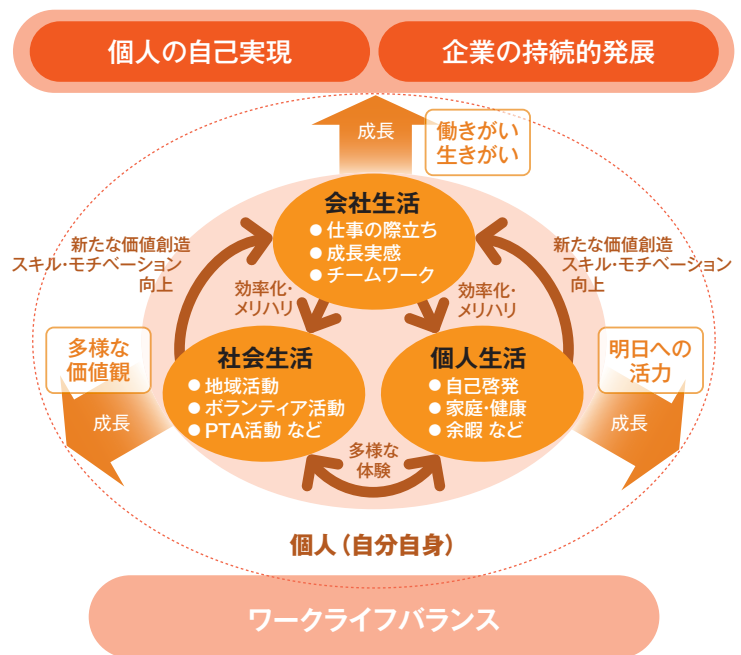 個人の自己実現
企業の持続的発展
成長
働きがい
生きがい
会社生活
● 仕事の際立ち
● 成長実感
● チームワーク
新たな価値創造
スキル・モチベーション
向上
新たな価値創造
スキル・モチベーション
向上
効率化・
メリハリ
効率化・
メリハリ
多様な
価値観
成長
社会生活
● 地域活動
● ボランティア活動
● PTA活動 など
個人生活
● 自己啓発
● 家庭・健康
● 余暇 など
明日への
活力
成長
多様な
体験
個人（自分自身）
ワークライフバランス